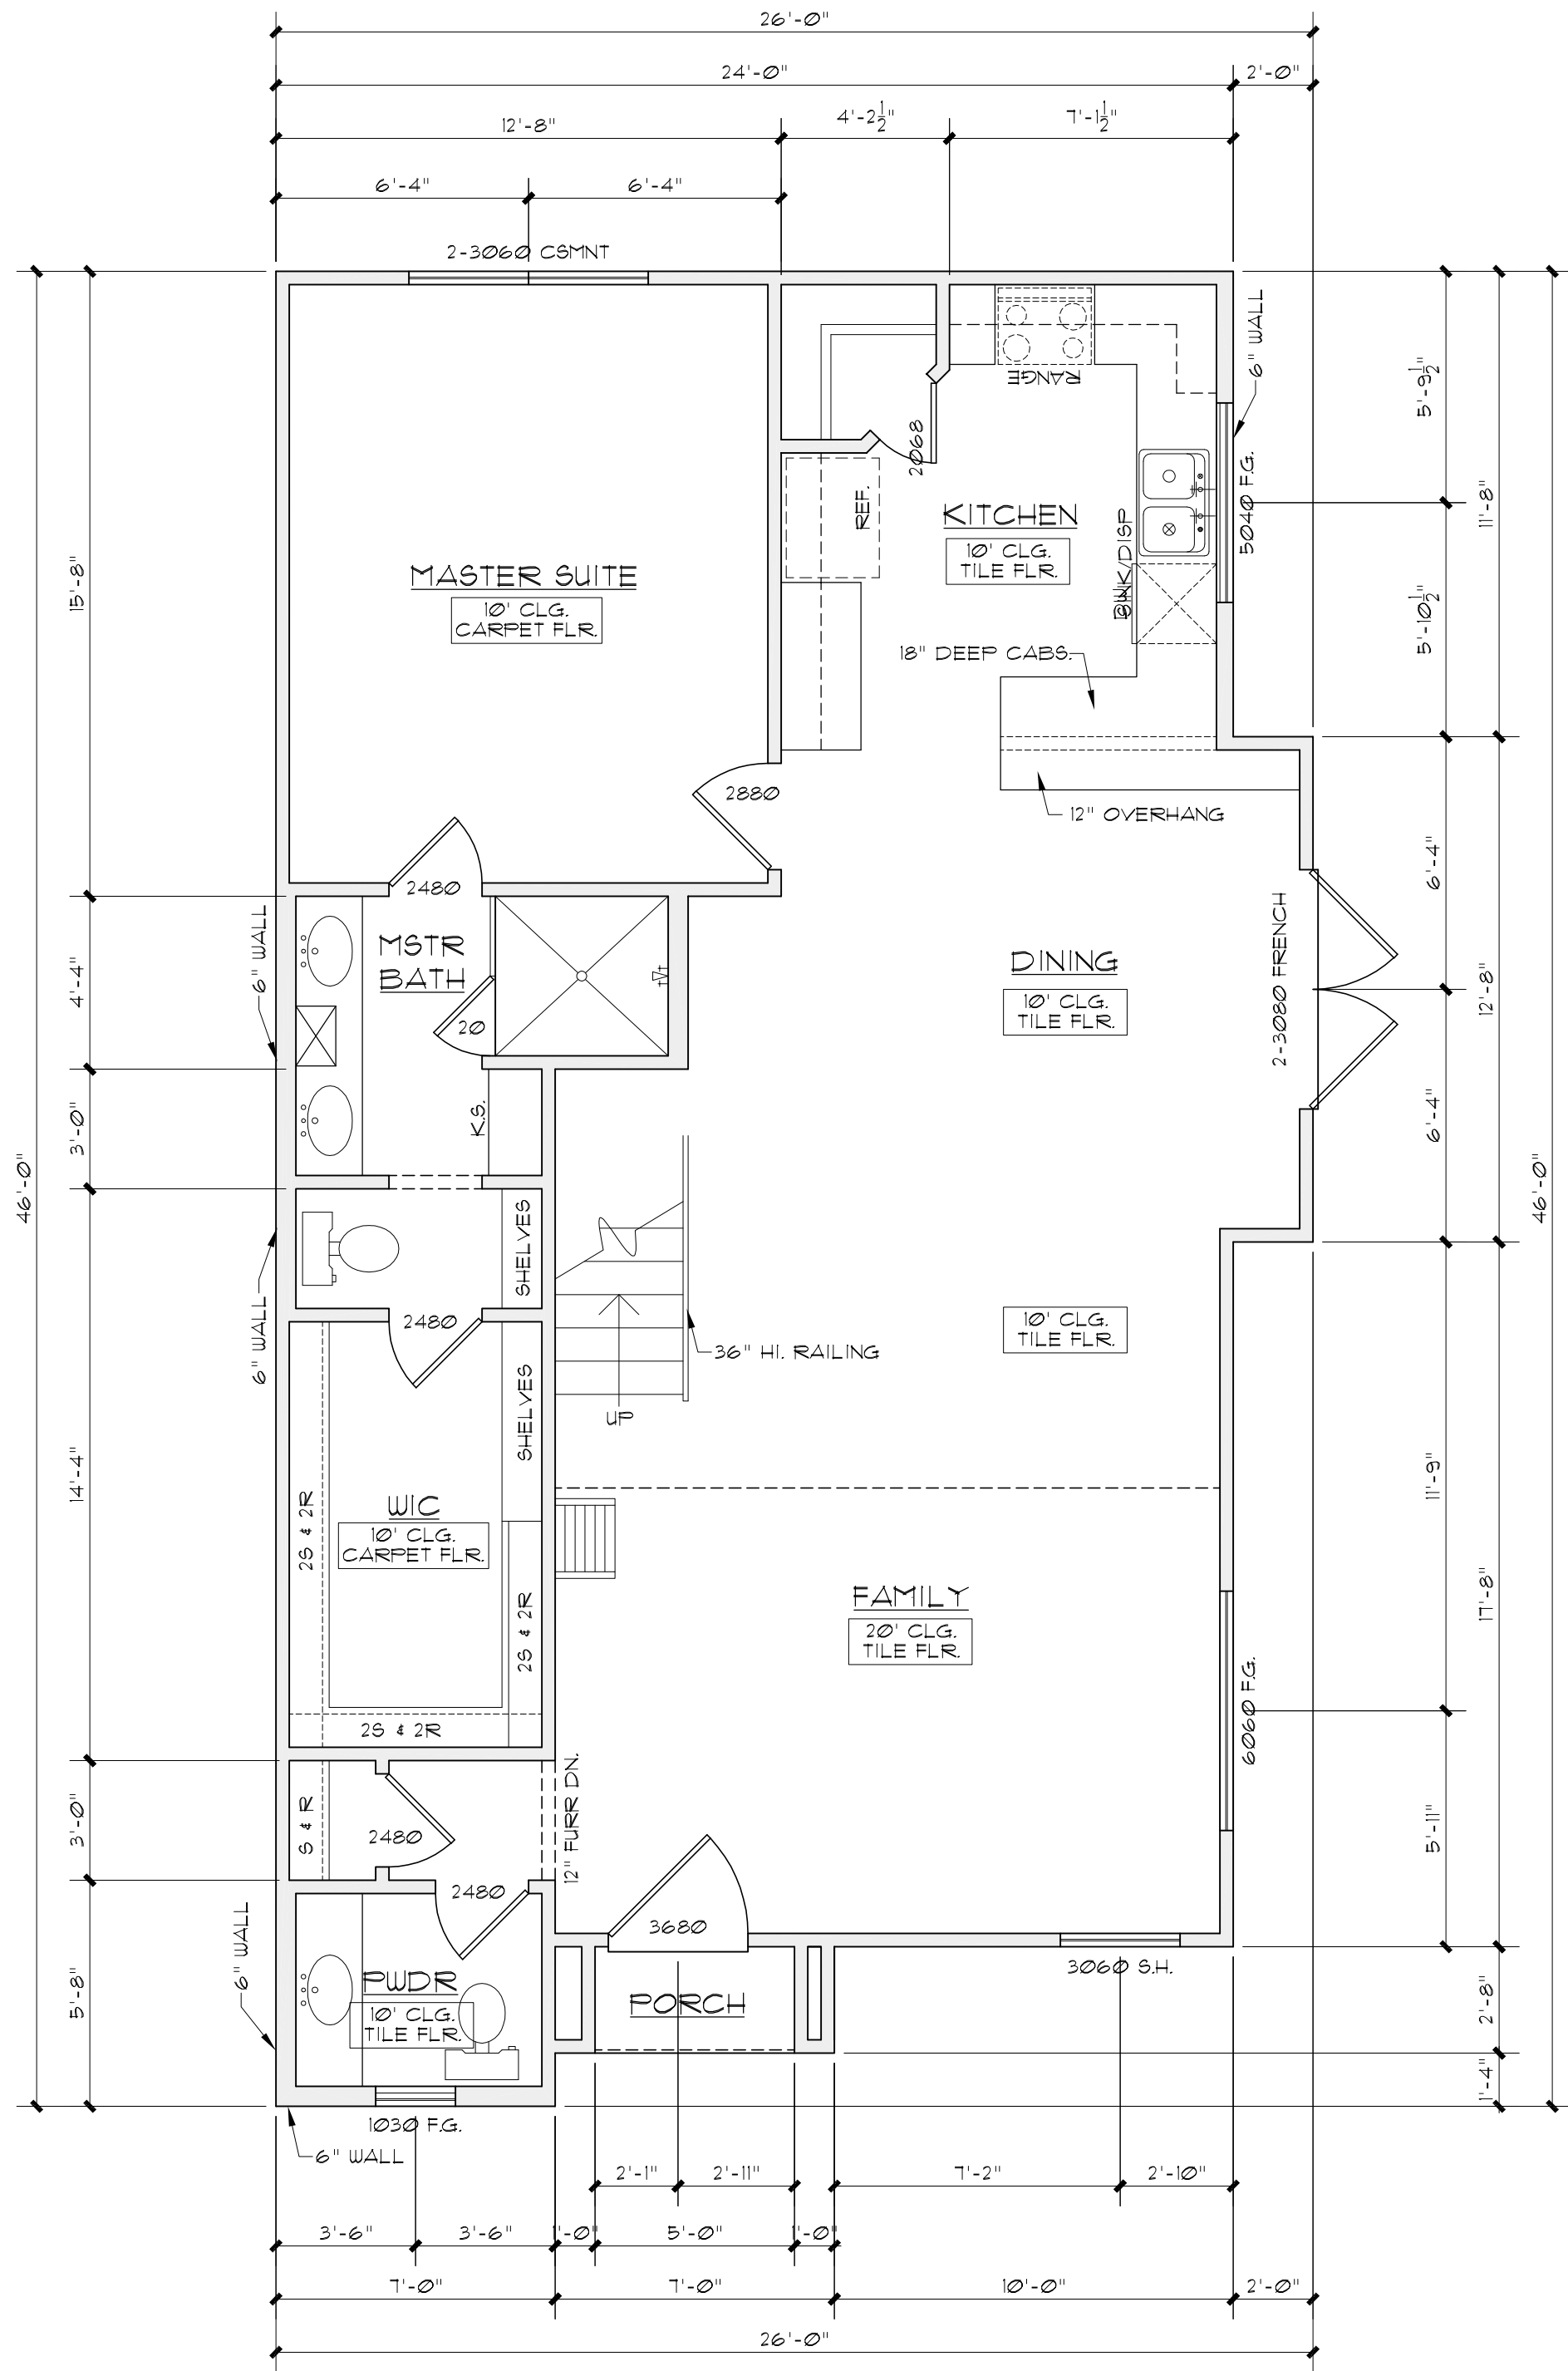 26'-0"
24'-0"
2'-0"
12'-8"
4'-2½"
7'-1½"
6'-4"
6'-4"
2-3060 CSMNT
6" WALL
RANGE
5'-9½"
2068
REF.
KITCHEN
10' CLG.
TILE FLR.
SINK/DISP
DW
5040 F.G.
11'-8"
MASTER SUITE
10' CLG.
CARPET FLR.
15'-8"
5'-10½"
18" DEEP CABS.
2880
12" OVERHANG
6'-4"
2480
6" WALL
MSTR
BATH
4'-4"
20
DINING
10' CLG.
TILE FLR.
2-3080 FRENCH
12'-8"
K.S.
3'-0"
6'-4"
46'-0"
46'-0"
SHELVES
2480
6" WALL
10' CLG.
TILE FLR.
36" HI. RAILING
SHELVES
UP
14'-4"
11'-9"
2S & 2R
WIC
10' CLG.
CARPET FLR.
2S & 2R
2S & 2R
FAMILY
20' CLG.
TILE FLR.
17'-8"
6060 F.G.
S & R
3'-0"
2480
12" FURR DN.
5'-11"
2480
3680
6" WALL
3060 S.H.
PWDR
10' CLG.
TILE FLR.
5'-8"
PORCH
2'-8"
1'-4"
1030 F.G.
6" WALL
2'-1"
2'-11"
7'-2"
2'-10"
3'-6"
3'-6"
1'-0"
5'-0"
1'-0"
7'-0"
7'-0"
10'-0"
2'-0"
26'-0"